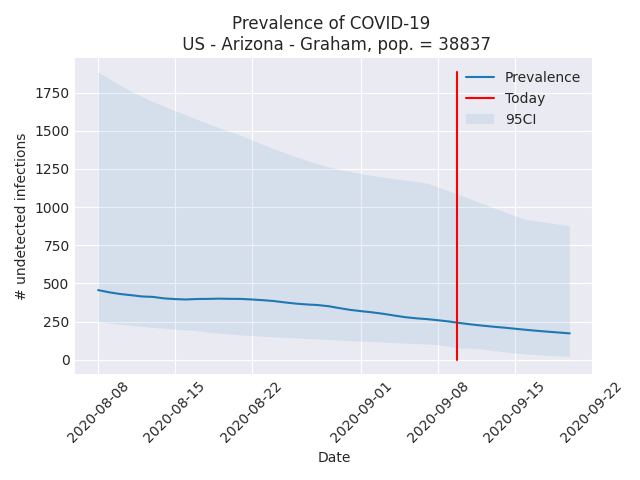 Prevalence of COVID-19
US - Arizona - Graham, pop. = 38837
Prevalence
Today
95CI
# undetected infections
1750
1500
1250
1000
750
500
250
0
2020-08-08
2020-08-15
2020-08-22
2020-09-01
2020-09-08
2020-09-15
2020-09-22
Date